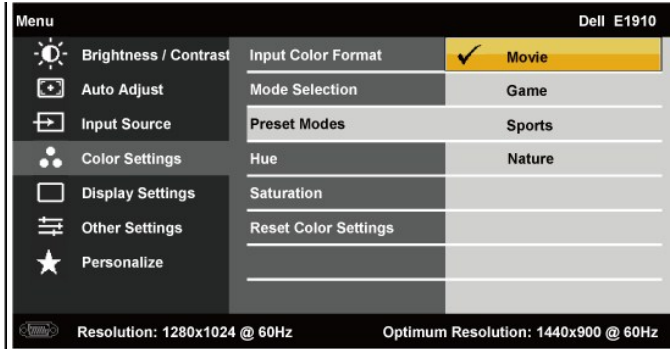 Menu Dell E1910
Brightness / Contrast Input Color Format Movie
Auto Adjust Mode Selection Game
Input Source Preset Modes Sports
Color Settings Hue Nature
Display Settings Saturation
Other Settings Reset Color Settings
Personalize
Resolution: 1280x1024 @ 60Hz Optimum Resolution: 1440x900 @ 60Hz